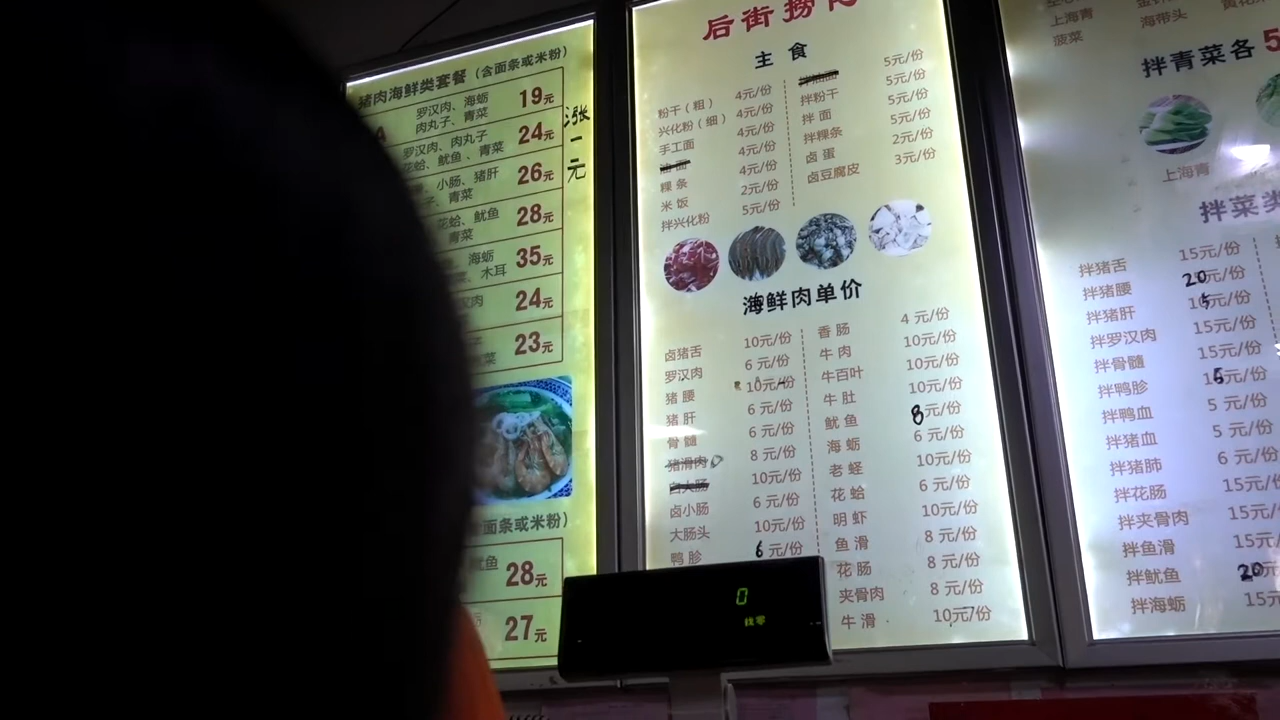 猪肉海鲜类套餐（含面条或米粉）
A
罗汉肉、海蛎
肉丸子、青菜
19元
罗汉肉、肉丸子
花蛤、鱿鱼、青菜
24元
小肠、猪肝
青菜
26元
花蛤、鱿鱼
青菜
28元
海蛎
木耳
35元
24元
23元
涨一元
面条或米粉）
鱿鱼
28元
27元
后街捞
主食
粉干（粗） 4元/份
兴化粉（细） 4元/份
手工面 4元/份
4元/份
粿条 4元/份
米饭 2元/份
拌兴化粉 5元/份
5元/份
拌粉干 5元/份
拌面 5元/份
拌粿条 5元/份
卤蛋 2元/份
卤豆腐皮 3元/份
海鲜肉单价
卤猪舌 10元/份
罗汉肉 6元/份
猪腰 10元/份
猪肝 6元/份
骨髓 6元/份
猪滑肉 8元/份
卤大肠 10元/份
卤小肠 6元/份
大肠头 10元/份
鸭胗 6元/份
香肠 4元/份
牛肉 10元/份
牛百叶 10元/份
牛肚 10元/份
鱿鱼 8元/份
海蛎 6元/份
老蛏 10元/份
花蛤 6元/份
明虾 10元/份
鱼滑 8元/份
花肠 8元/份
夹骨肉 8元/份
牛滑 10元/份
0
找零
上海青
菠菜
海带头
拌青菜各5
上海青
拌菜类
拌猪舌 15元/份
拌猪腰 20元/份
拌猪肝 15元/份
拌罗汉肉 15元/份
拌骨髓 15元/份
拌鸭胗 15元/份
拌鸭血 5元/份
拌猪血 5元/份
拌猪肺 6元/份
拌花肠 15元/份
拌夹骨肉 15元/份
拌鱼滑 15元/
拌鱿鱼 20元
拌海蛎 15元